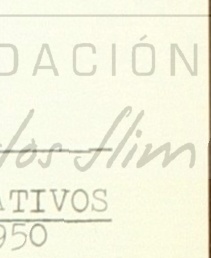 DACIÓN
los Slim
ATIVOS
950